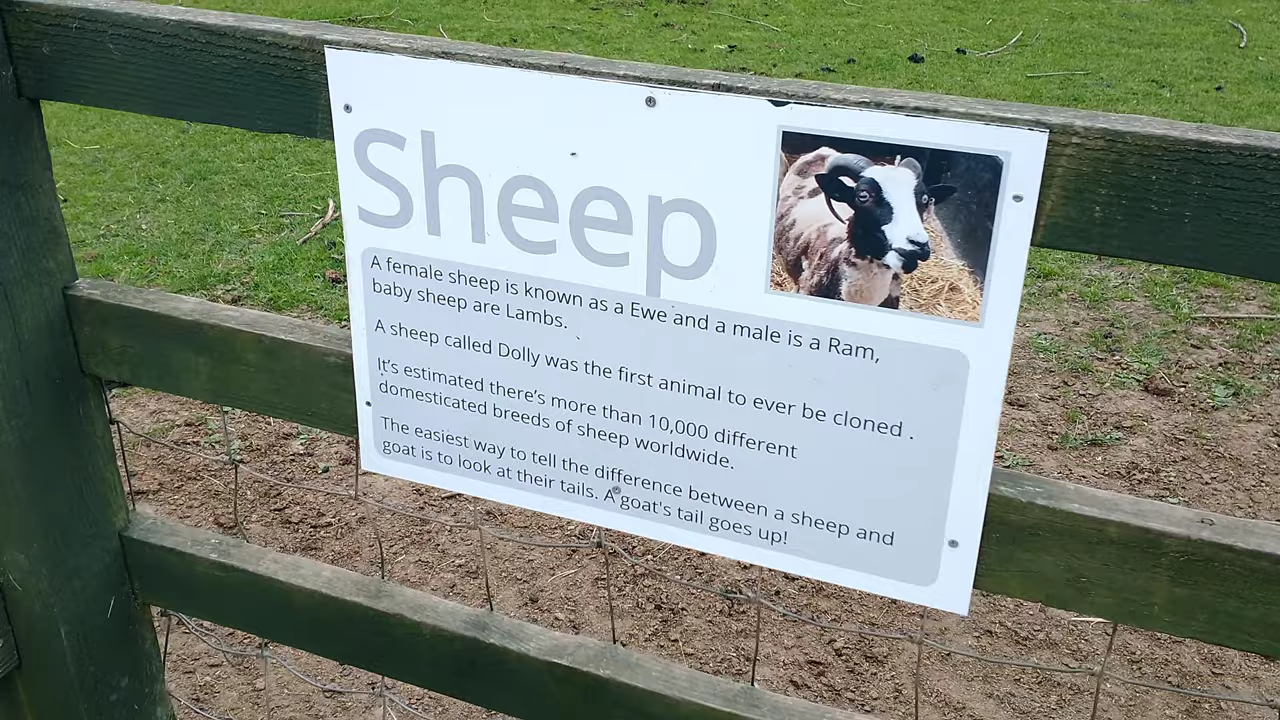 Sheep
A female sheep is known as a Ewe and a male is a Ram,
baby sheep are Lambs.
A sheep called Dolly was the first animal to ever be cloned .
It's estimated there's more than 10,000 different
domesticated breeds of sheep worldwide.
The easiest way to tell the difference between a sheep and
goat is to look at their tails. A goat's tail goes up!